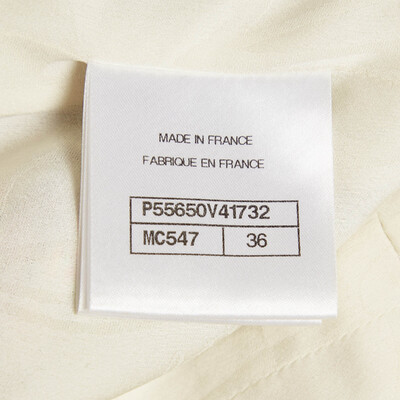 MADE IN FRANCE
FABRIQUE EN FRANCE
P55650V41732
MC547 36